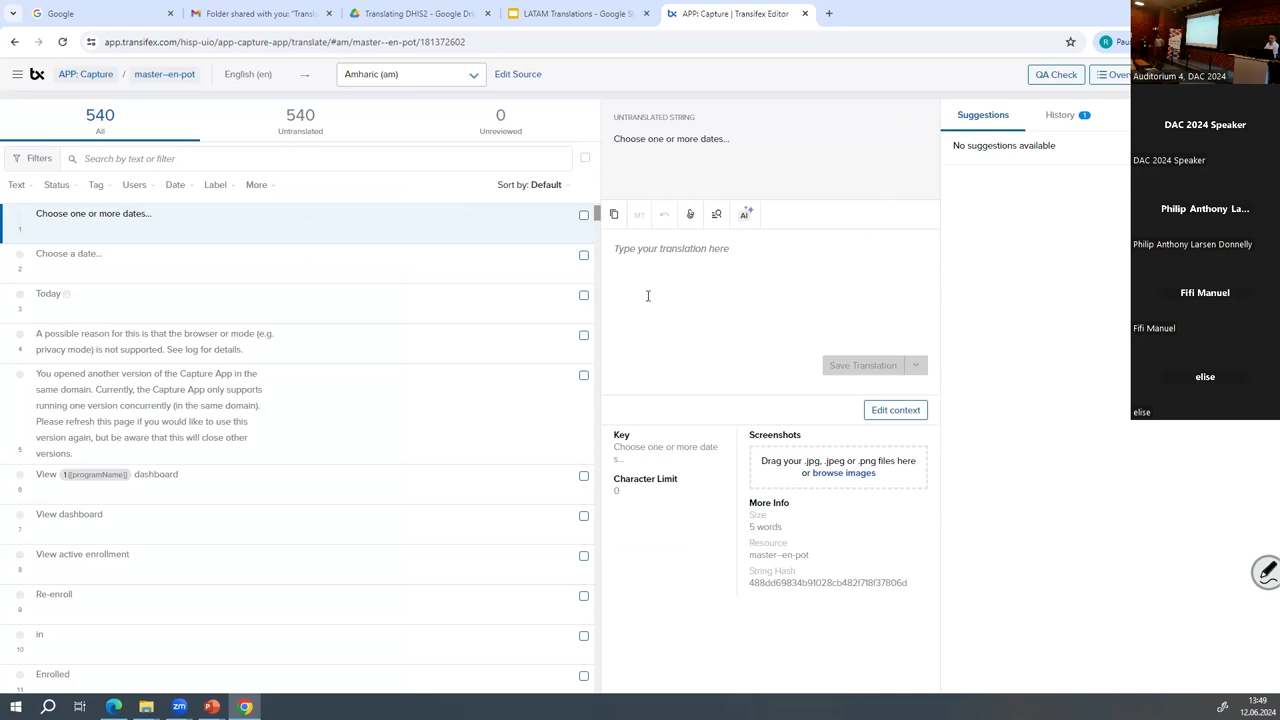 Google
Folder shared with you: "Transla
Translating DHIS2 - Google Driv
LATAM Translations - Google Sl
APP: Capture | Transifex Editor
app.transifex.com/hisp-uio/app-capture-app/translate/#am/master--en-pot/181372602
R Paus
APP: Capture / master--en-pot English (en) → Amharic (am) Edit Source QA Check Over
Auditorium 4, DAC 2024
540
All
540
Untranslated
0
Unreviewed
Filters
Search by text or filter
Text Status Tag Users Date Label More Sort by: Default
Choose one or more dates...
1
Choose a date...
2
Today
3
A possible reason for this is that the browser or mode (e.g.
privacy mode) is not supported. See log for details.
4
You opened another version of the Capture App in the
same domain. Currently, the Capture App only supports
running one version concurrently (in the same domain).
Please refresh this page if you would like to use this
version again, but be aware that this will close other
versions.
5
View 1{{programName}} dashboard
6
View dashboard
7
View active enrollment
8
Re-enroll
9
in
10
Enrolled
11
UNTRANSLATED STRING
Choose one or more dates...
MT AI
Type your translation here
Save Translation
Edit context
Key
Choose one or more date
s...
Character Limit
0
Screenshots
Drag your .jpg, .jpeg or .png files here
or browse images
More Info
Size
5 words
Resource
master--en-pot
String Hash
488dd69834b91028cb482f718f37806d
Suggestions
History 1
No suggestions available
DAC 2024 Speaker
DAC 2024 Speaker
Philip Anthony La...
Philip Anthony Larsen Donnelly
Fifi Manuel
Fifi Manuel
elise
elise
13:49
12.06.2024